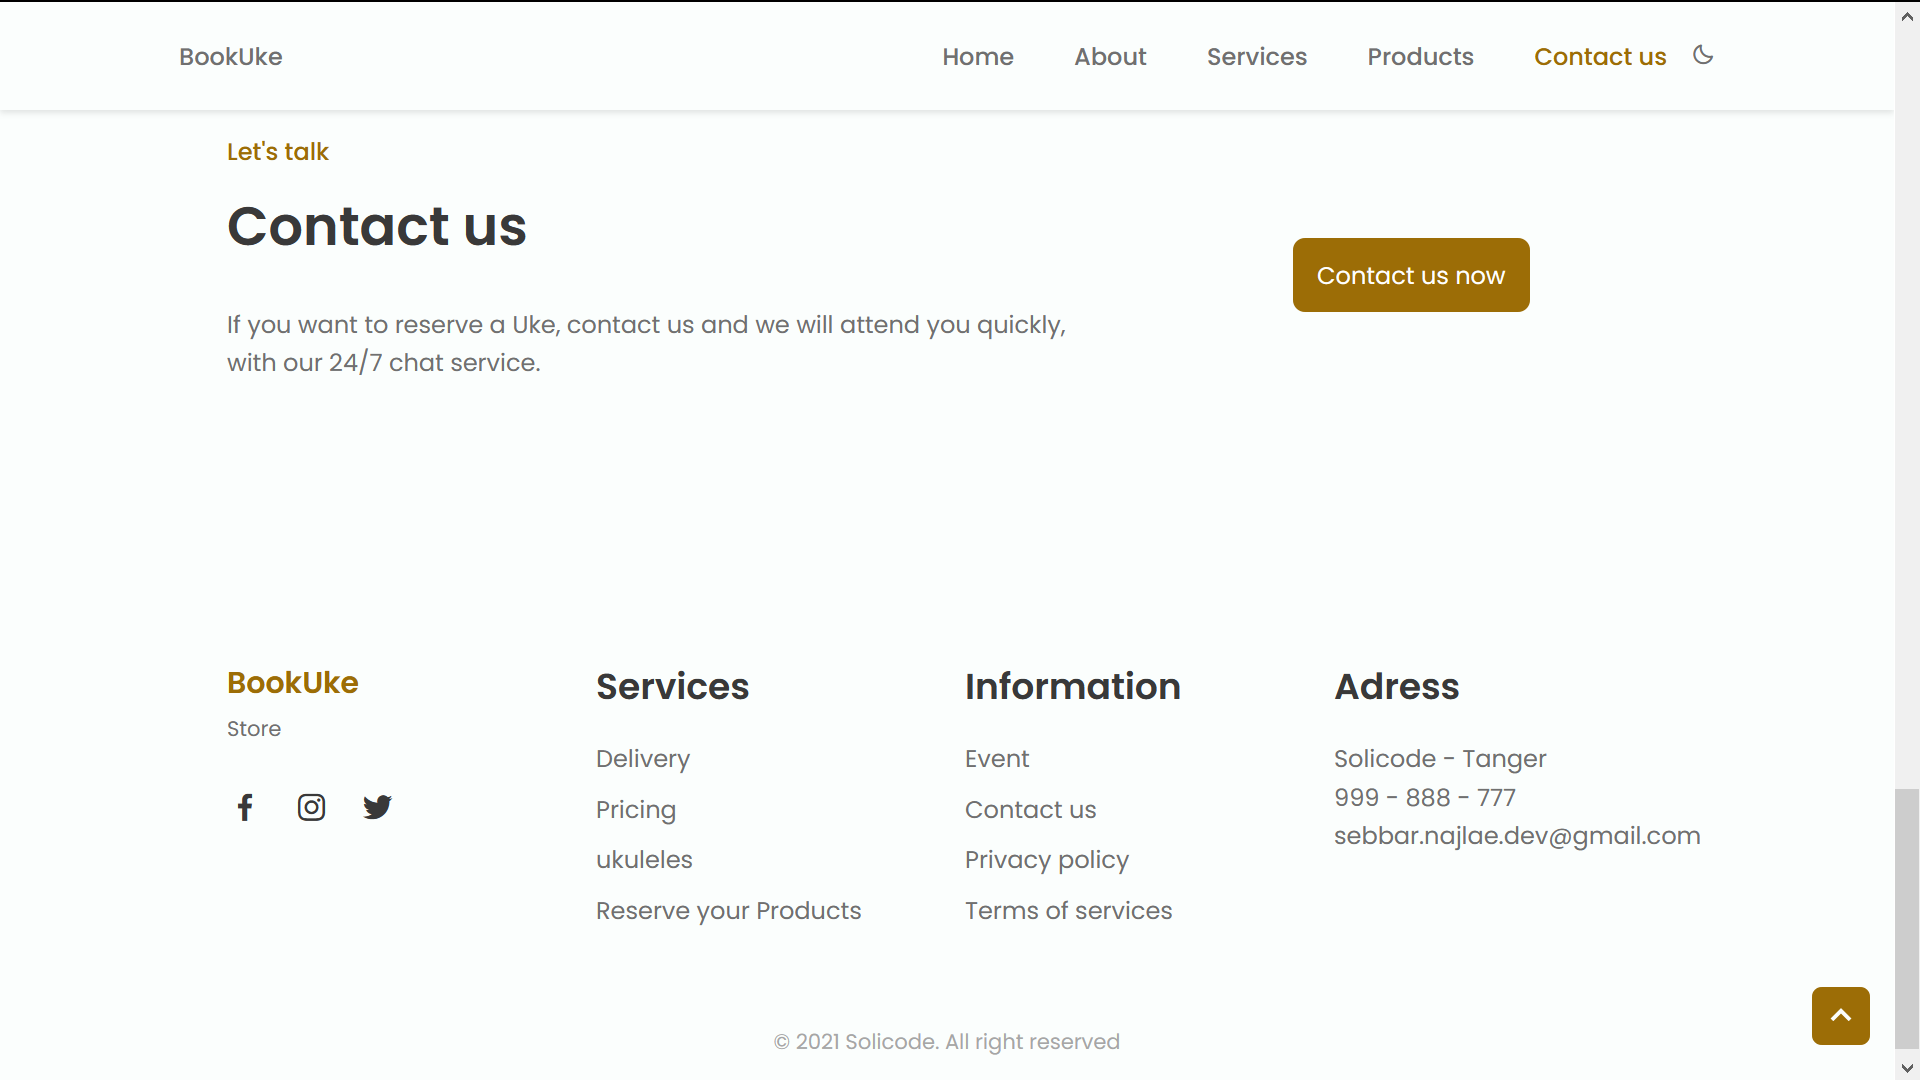 BookUke
Home
About
Services
Products
Contact us
Let's talk
Contact us
If you want to reserve a Uke, contact us and we will attend you quickly,
with our 24/7 chat service.
Contact us now
BookUke
Store
Services
Delivery
Pricing
ukuleles
Reserve your Products
Information
Event
Contact us
Privacy policy
Terms of services
Adress
Solicode - Tanger
999 - 888 - 777
sebbar.najlae.dev@gmail.com
© 2021 Solicode. All right reserved